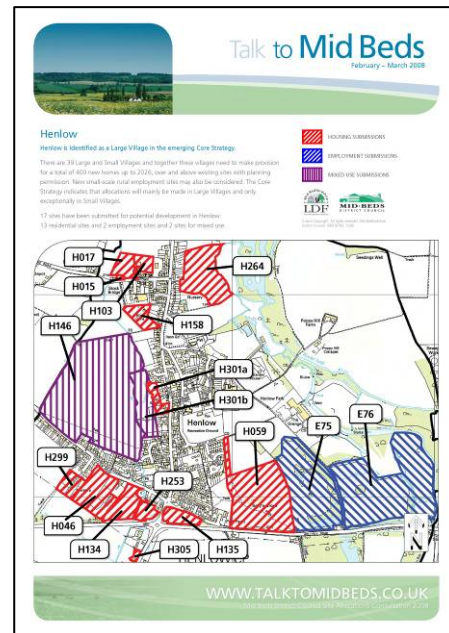 Talk to Mid Beds
February – March 2008
Henlow
Henlow is identified as a Large Village in the emerging Core Strategy.
There are 39 Large and Small Villages and together these villages need to make provision
for a total of 400 new homes up to 2026, over and above existing sites with planning
permission. New small-scale rural employment sites may also be considered. The Core
Strategy indicates that allocations will mainly be made in Large Villages and only
exceptionally in Small Villages.
17 sites have been submitted for potential development in Henlow:
13 residential sites and 2 employment sites and 2 sites for mixed use
HOUSING SUBMISSIONS
EMPLOYMENT SUBMISSIONS
MIXED USE SUBMISSIONS
LDF
MID-BEDS
DISTRICT COUNCIL
H017
H015
H103
H146
H158
H264
H301a
H301b
Henlow
Recreation Ground
Henlow Park
H059
E75
E76
H299
H253
H046
H134
H305
H135
N
WWW.TALKTOMIDBEDS.CO.UK